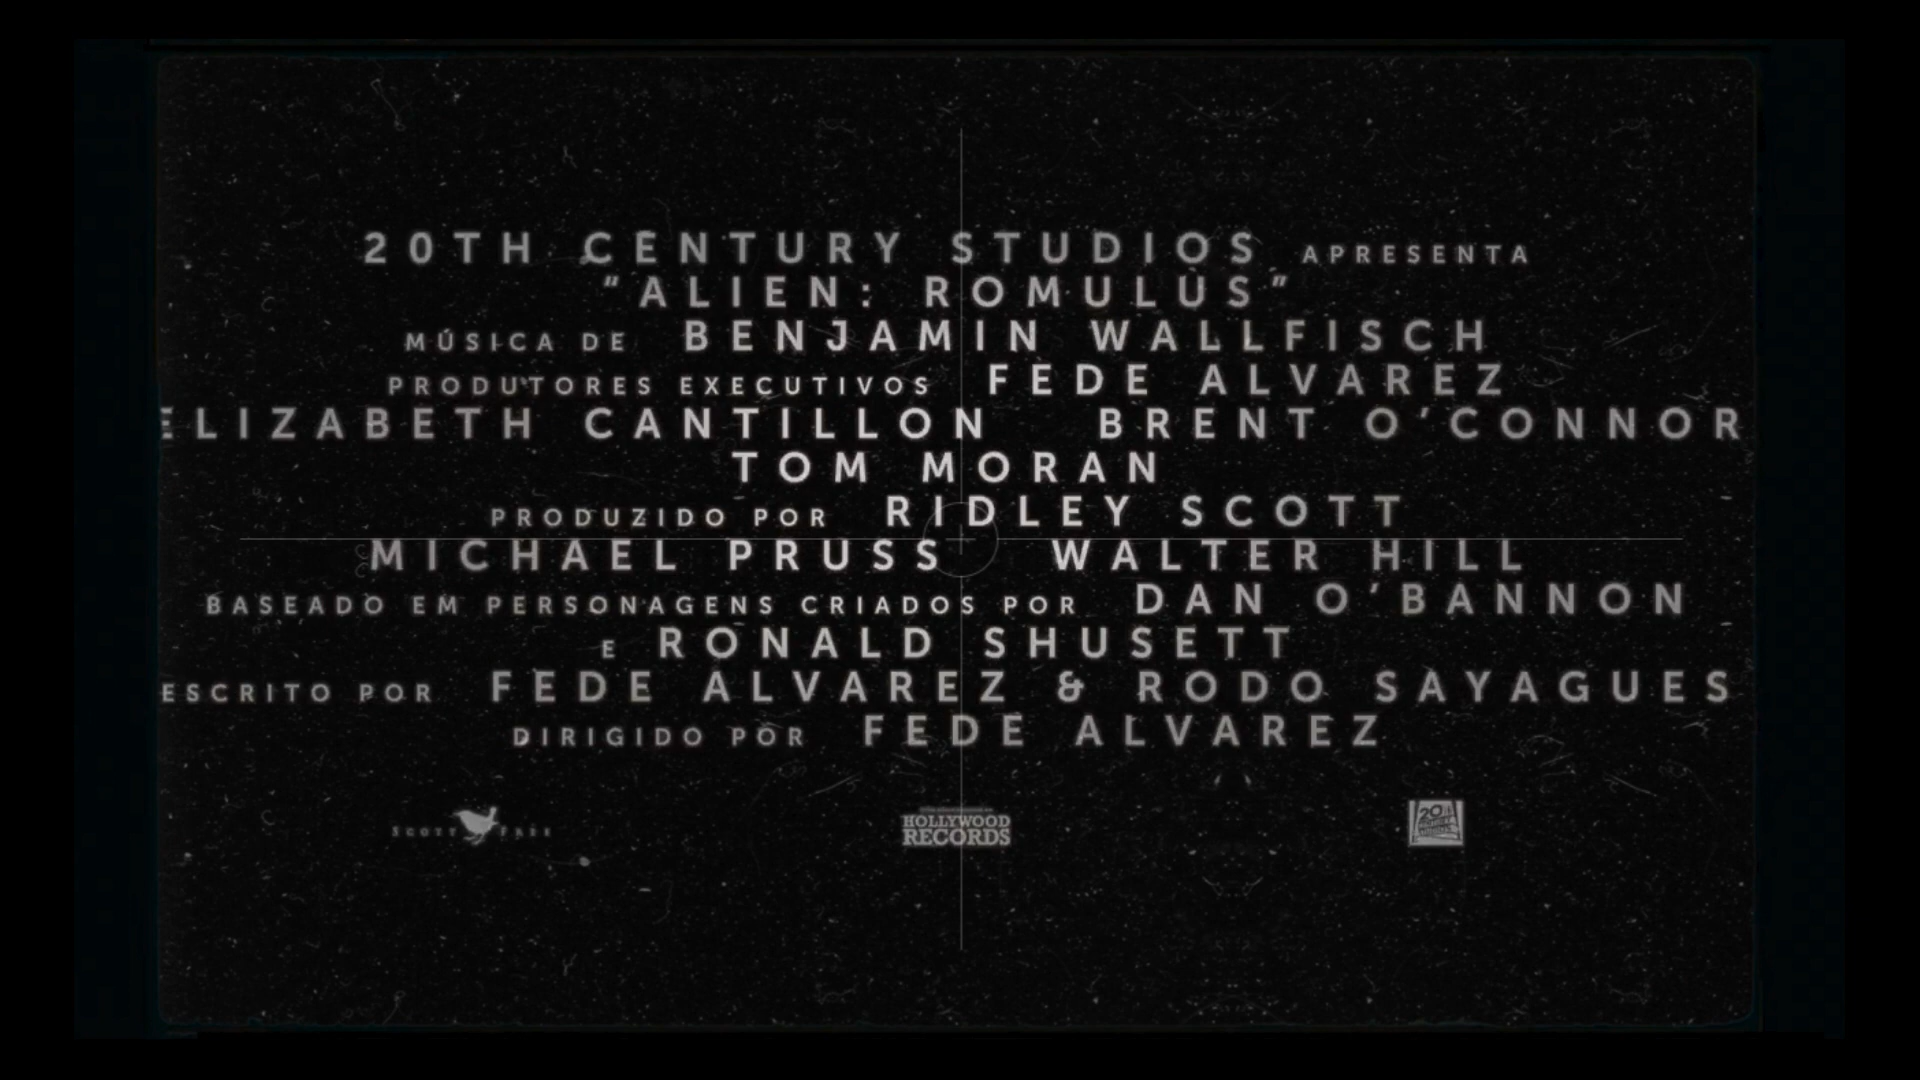 20TH CENTURY STUDIOS APRESENTA
"ALIEN: ROMULUS"
MÚSICA DE BENJAMIN WALLFISCH
PRODUTORES EXECUTIVOS FEDE ALVAREZ
ELIZABETH CANTILLON BRENT O'CONNOR
TOM MORAN
PRODUZIDO POR RIDLEY SCOTT
MICHAEL PRUSS WALTER HILL
BASEADO EM PERSONAGENS CRIADOS POR DAN O'BANNON
E RONALD SHUSETT
ESCRITO POR FEDE ALVAREZ & RODO SAYAGUES
DIRIGIDO POR FEDE ALVAREZ
SCOTT FREE
HOLLYWOOD
RECORDS
20